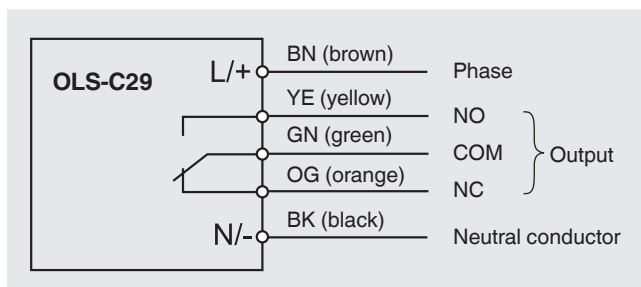 OLS-C29
L/+ BN (brown) Phase
YE (yellow) NO
GN (green) COM Output
OG (orange) NC
N/- BK (black) Neutral conductor